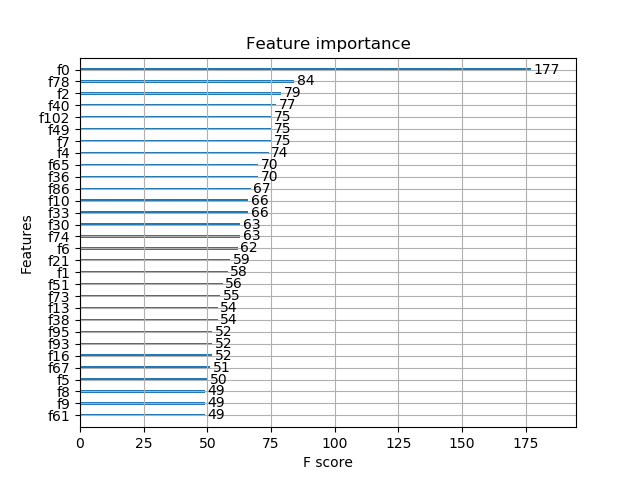 Feature importance
Features
f0 177
f78 84
f2 79
f40 77
f102 75
f49 75
f7 75
f4 74
f65 70
f36 70
f86 67
f10 66
f33 66
f30 63
f74 63
f6 62
f21 59
f1 58
f51 56
f73 55
f13 54
f38 54
f95 52
f93 52
f16 52
f67 51
f5 50
f8 49
f9 49
f61 49
0 25 50 75 100 125 150 175
F score